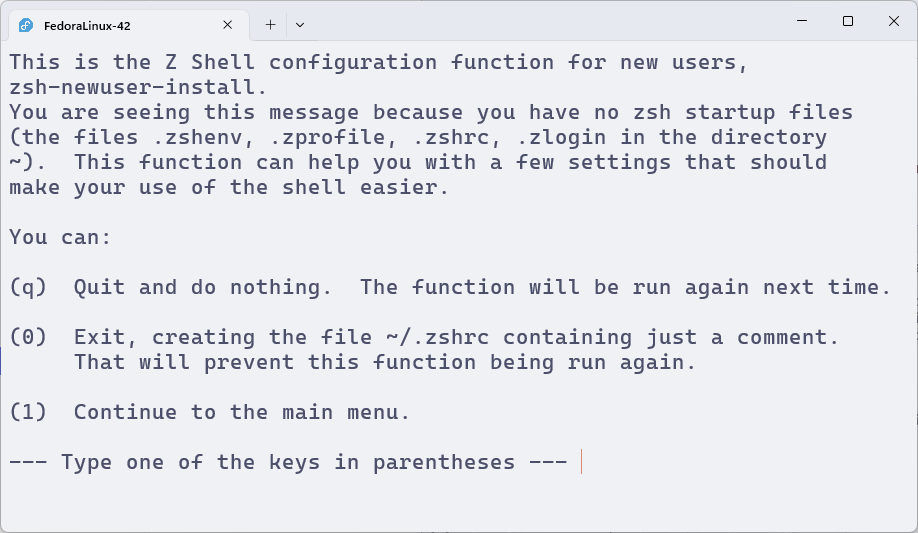 FedoraLinux-42
This is the Z Shell configuration function for new users,
zsh-newuser-install.
You are seeing this message because you have no zsh startup files
(the files .zshenv, .zprofile, .zshrc, .zlogin in the directory
~).  This function can help you with a few settings that should
make your use of the shell easier.
You can:
(q)  Quit and do nothing.  The function will be run again next time.
(0)  Exit, creating the file ~/.zshrc containing just a comment.
That will prevent this function being run again.
(1)  Continue to the main menu.
--- Type one of the keys in parentheses ---